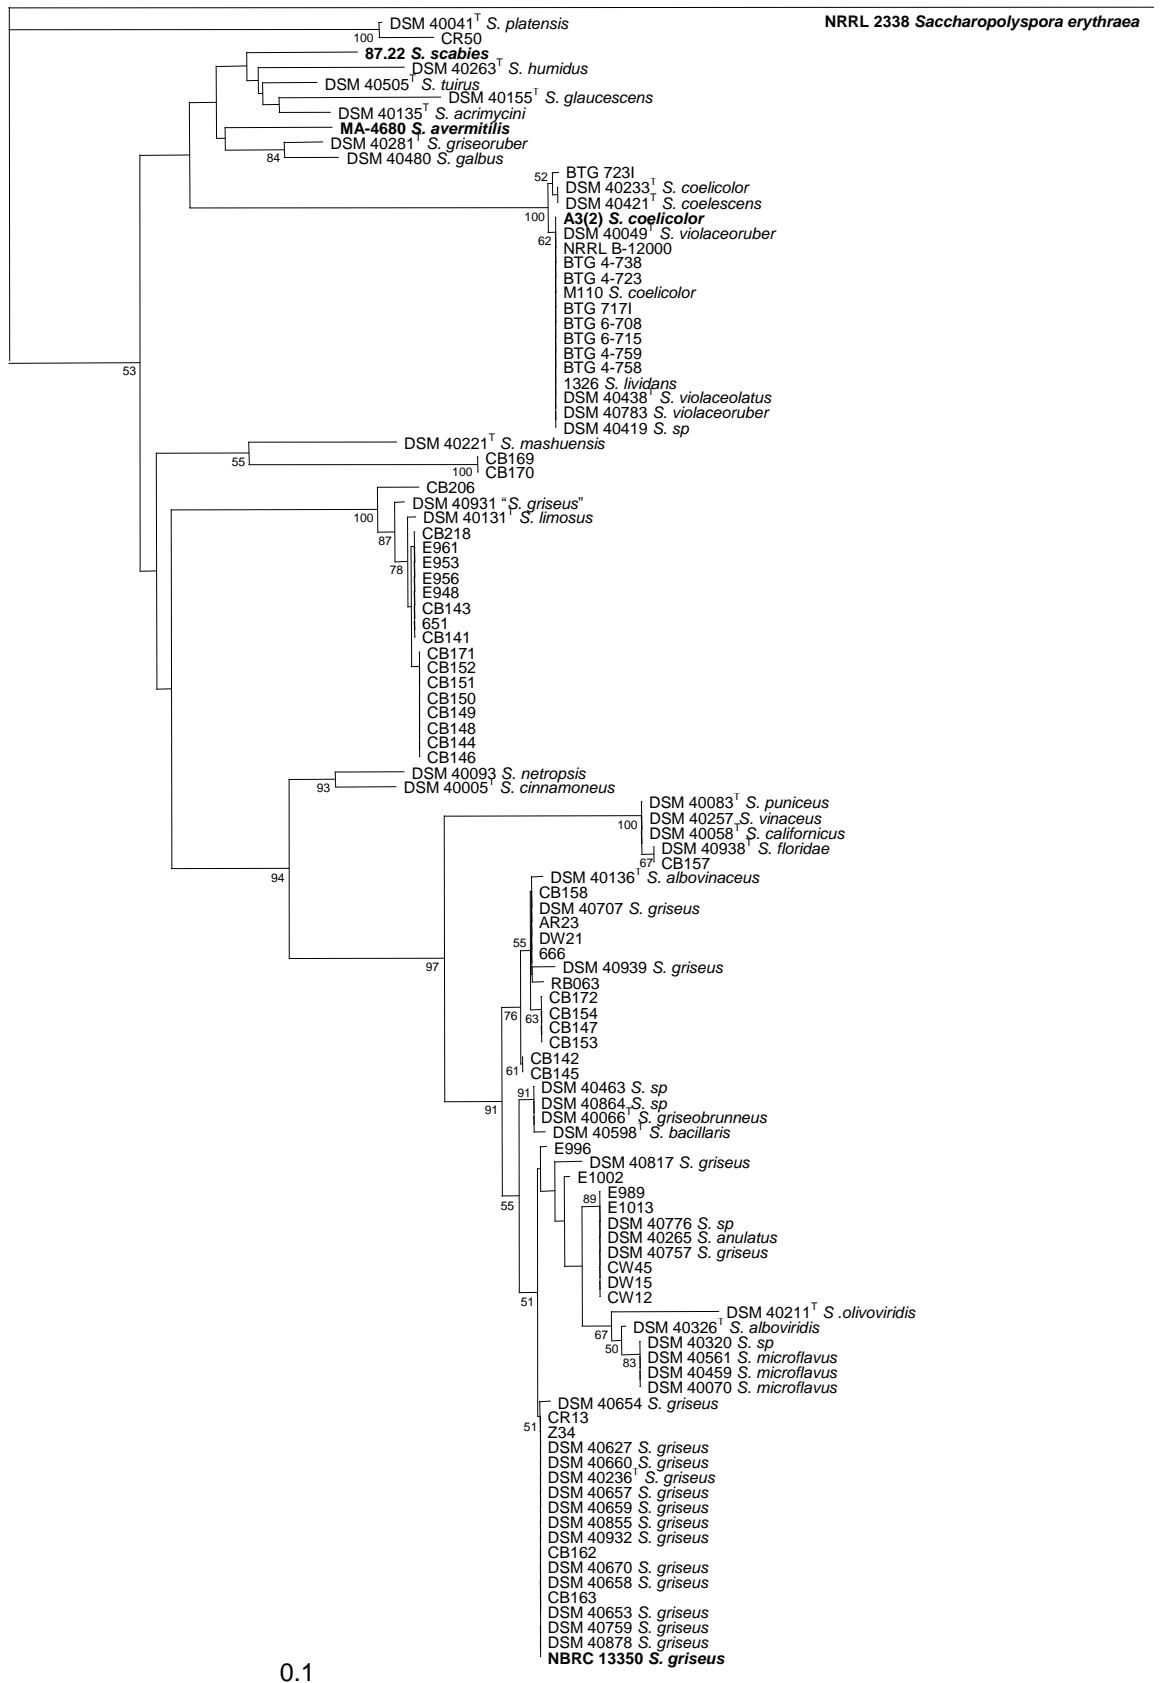 NRRL 2338 Saccharopolyspora erythraea
DSM 40041T S. platensis
100
CR50
87.22 S. scabies
DSM 40263T S. humidus
DSM 40505T S. tuirus
DSM 40155T S. glaucescens
DSM 40135T S. acrimycini
MA-4680 S. avermitilis
DSM 40281T S. griseoruber
84
DSM 40480 S. galbus
BTG 723I
52
DSM 40233T S. coelicolor
DSM 40421T S. coelescens
100
A3(2) S. coelicolor
62
DSM 40049T S. violaceoruber
NRRL B-12000
BTG 4-738
BTG 4-723
M110 S. coelicolor
BTG 717I
BTG 6-708
BTG 6-715
BTG 4-759
BTG 4-758
53
1326 S. lividans
DSM 40438T S. violaceolatus
DSM 40783 S. violaceoruber
DSM 40419 S. sp
DSM 40221T S. mashuensis
55
CB169
100
CB170
CB206
DSM 40931 “S. griseus”
100
DSM 40131T S. limosus
87
CB218
E961
78
E953
E956
E948
CB143
651
CB141
CB171
CB152
CB151
CB150
CB149
CB148
CB144
CB146
DSM 40093 S. netropsis
93
DSM 40005T S. cinnamoneus
DSM 40083T S. puniceus
DSM 40257 S. vinaceus
100
DSM 40058T S. californicus
DSM 40938T S. floridae
67
CB157
94
DSM 40136T S. albovinaceus
CB158
DSM 40707 S. griseus
AR23
DW21
55
666
97
DSM 40939 S. griseus
RB063
CB172
76
63
CB154
CB147
CB153
CB142
61
CB145
DSM 40463 S. sp
91
DSM 40864 S. sp
91
DSM 40066T S. griseobrunneus
DSM 40598T S. bacillaris
E996
DSM 40817 S. griseus
E1002
89
E989
55
E1013
DSM 40776 S. sp
DSM 40265 S. anulatus
DSM 40757 S. griseus
CW45
DW15
51
CW12
DSM 40211T S .olivoviridis
DSM 40326T S. alboviridis
67
50
DSM 40320 S. sp
83
DSM 40561 S. microflavus
DSM 40459 S. microflavus
DSM 40070 S. microflavus
DSM 40654 S. griseus
51
CR13
Z34
DSM 40627 S. griseus
DSM 40660 S. griseus
DSM 40236T S. griseus
DSM 40657 S. griseus
DSM 40659 S. griseus
DSM 40855 S. griseus
DSM 40932 S. griseus
CB162
DSM 40670 S. griseus
DSM 40658 S. griseus
CB163
DSM 40653 S. griseus
DSM 40759 S. griseus
DSM 40878 S. griseus
NBRC 13350 S. griseus
0.1